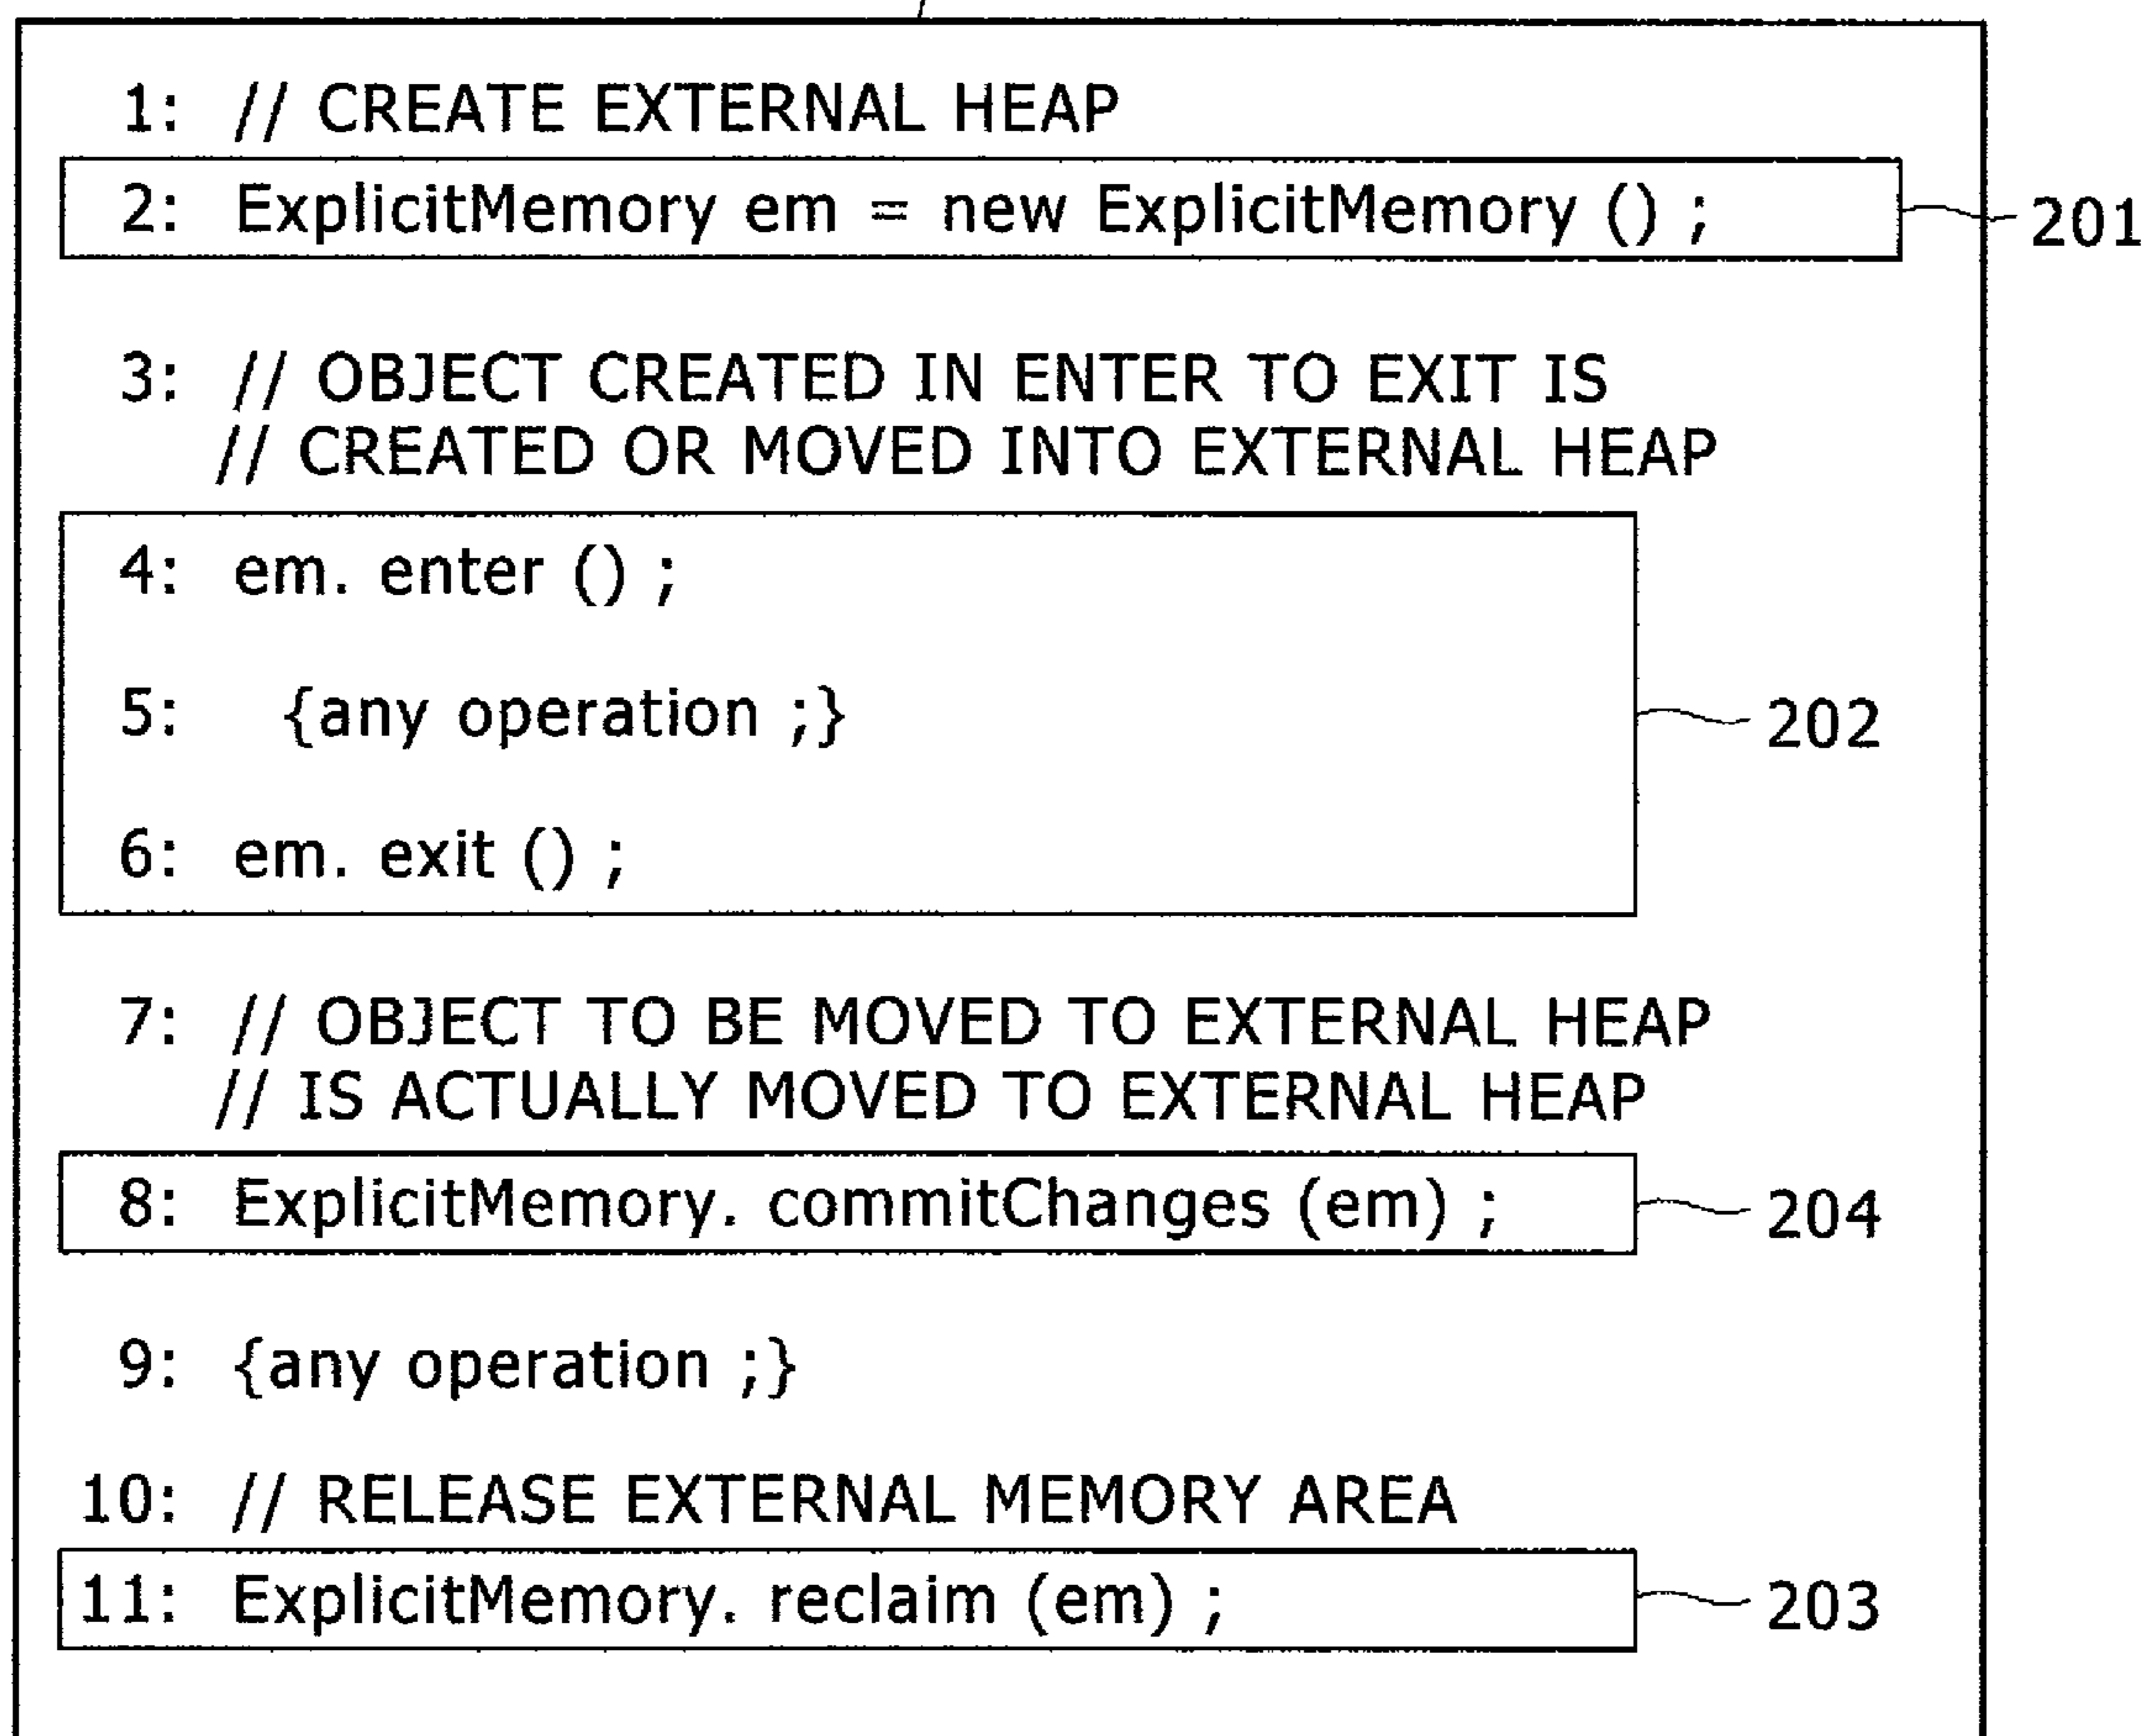 1: // CREATE EXTERNAL HEAP
2: ExplicitMemory em = new ExplicitMemory () ;
201
3: // OBJECT CREATED IN ENTER TO EXIT IS
// CREATED OR MOVED INTO EXTERNAL HEAP
4: em. enter () ;
5: {any operation ;}
202
6: em. exit () ;
7: // OBJECT TO BE MOVED TO EXTERNAL HEAP
// IS ACTUALLY MOVED TO EXTERNAL HEAP
8: ExplicitMemory. commitChanges (em) ;
204
9: {any operation ;}
10: // RELEASE EXTERNAL MEMORY AREA
11: ExplicitMemory. reclaim (em) ;
203